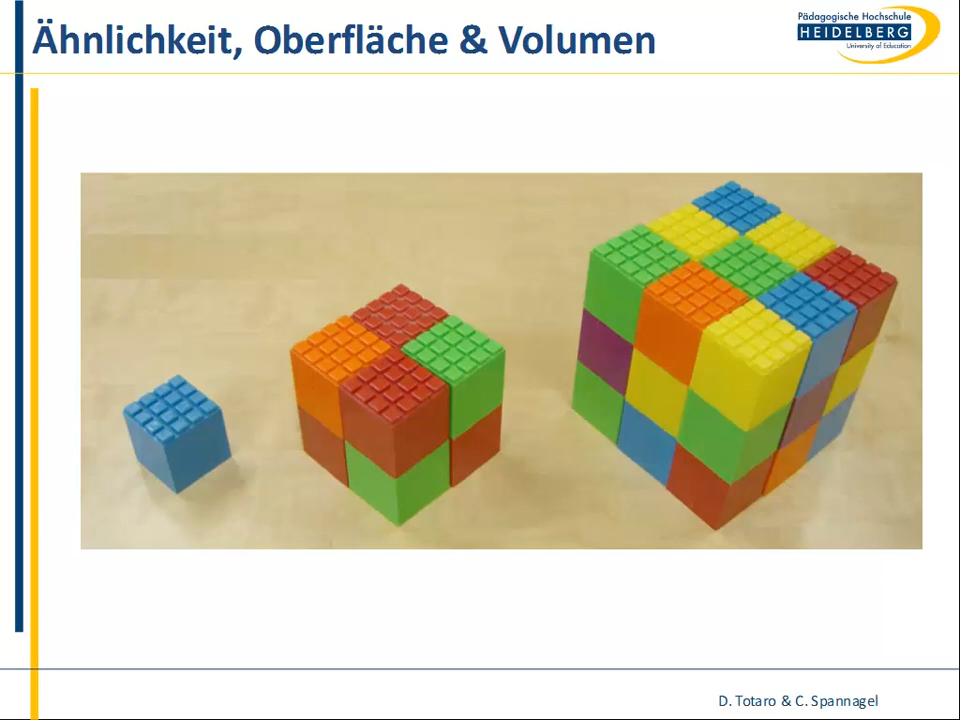 Ähnlichkeit, Oberfläche & Volumen
Pädagogische Hochschule
HEIDELBERG
University of Education
D. Totaro & C. Spannagel